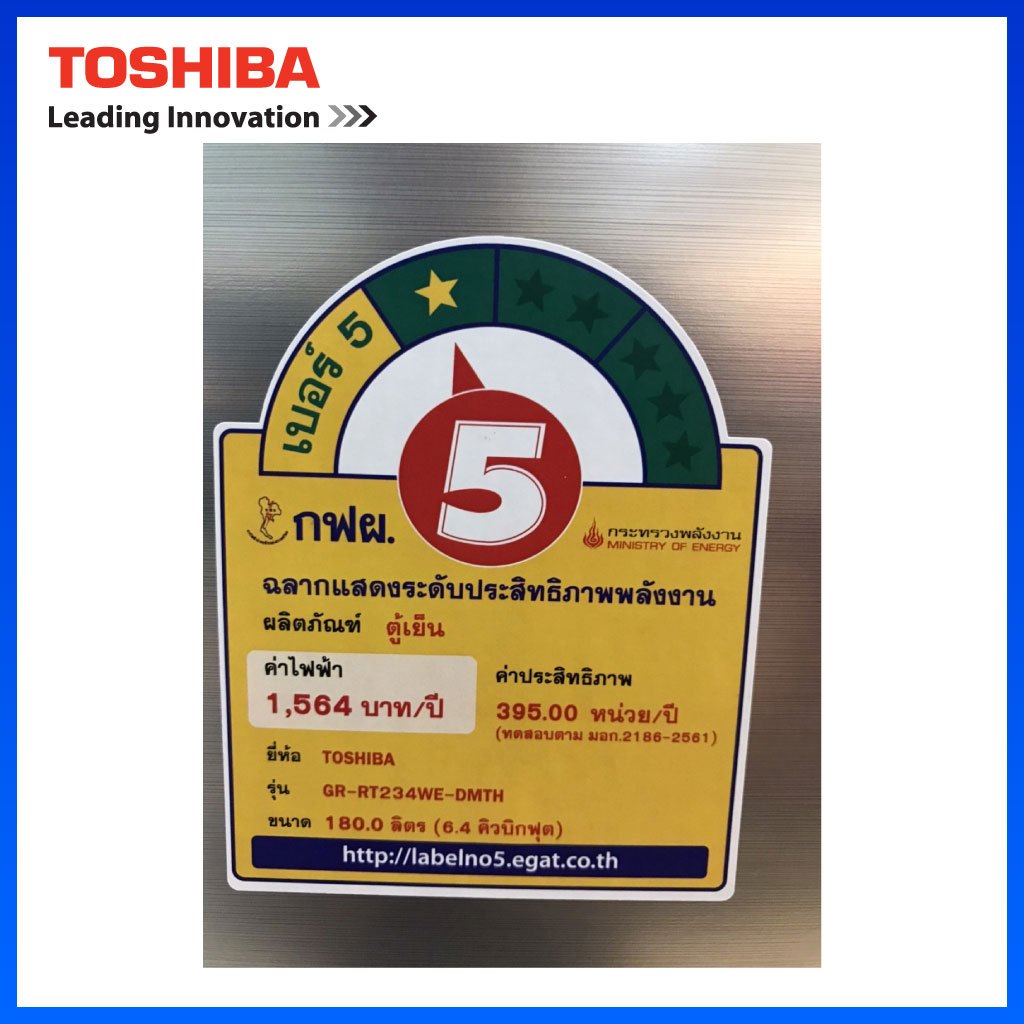 TOSHIBA
Leading Innovation
เบอร์ 5
5
กฟผ.
กระทรวงพลังงาน
MINISTRY OF ENERGY
ฉลากแสดงระดับประสิทธิภาพพลังงาน
ผลิตภัณฑ์ ตู้เย็น
ค่าไฟฟ้า
1,564 บาท/ปี
ค่าประสิทธิภาพ
395.00 หน่วย/ปี
(ทดสอบตาม มอก.2186-2561)
ยี่ห้อ TOSHIBA
รุ่น GR-RT234WE-DMTH
ขนาด 180.0 ลิตร (6.4 คิวบิกฟุต)
http://labelno5.egat.co.th